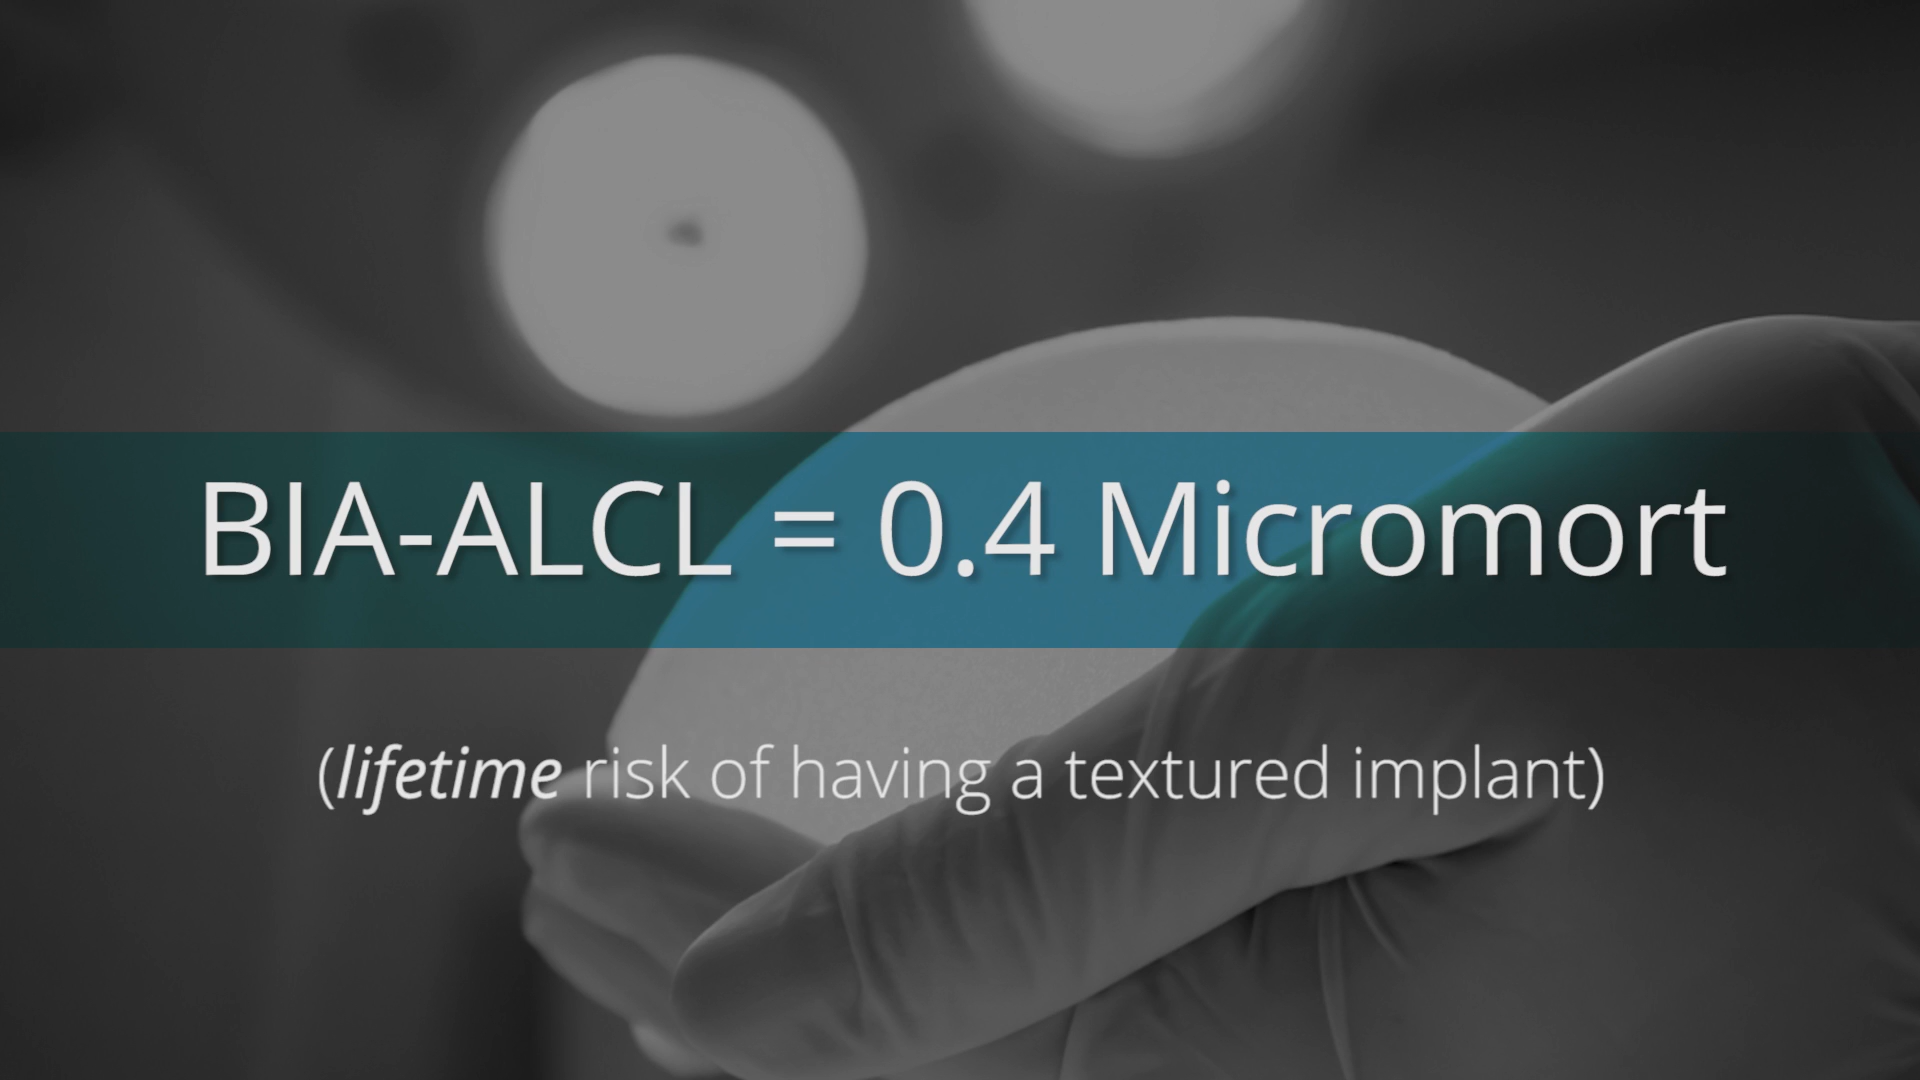 BIA-ALCL = 0.4 Micromort
(lifetime risk of having a textured implant)